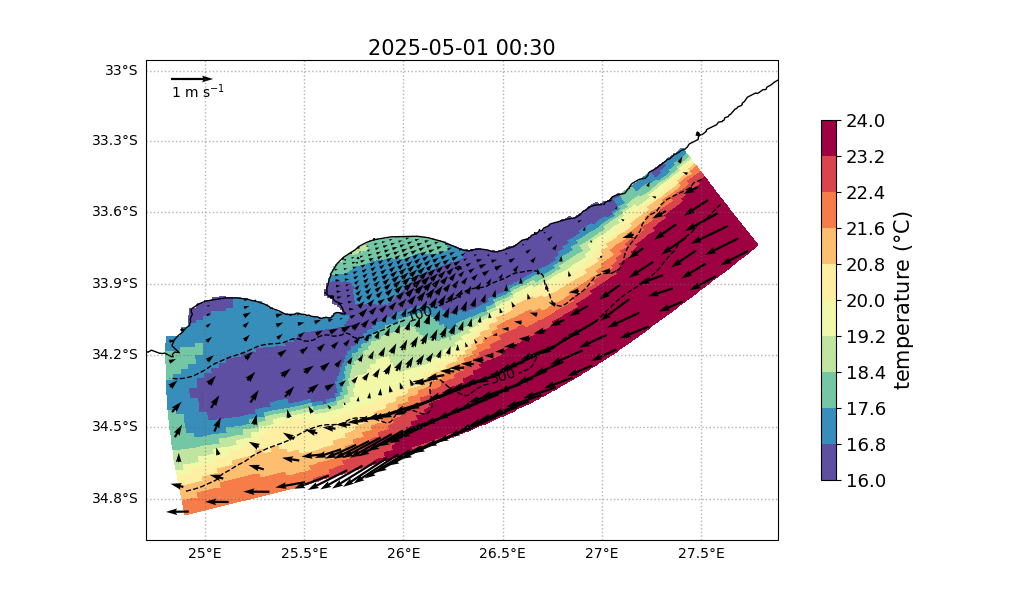 2025-05-01 00:30
1 m s⁻¹
33°S
33.3°S
33.6°S
33.9°S
34.2°S
34.5°S
34.8°S
25°E
25.5°E
26°E
26.5°E
27°E
27.5°E
100
500
24.0
23.2
22.4
21.6
20.8
20.0
19.2
18.4
17.6
16.8
16.0
temperature (°C)